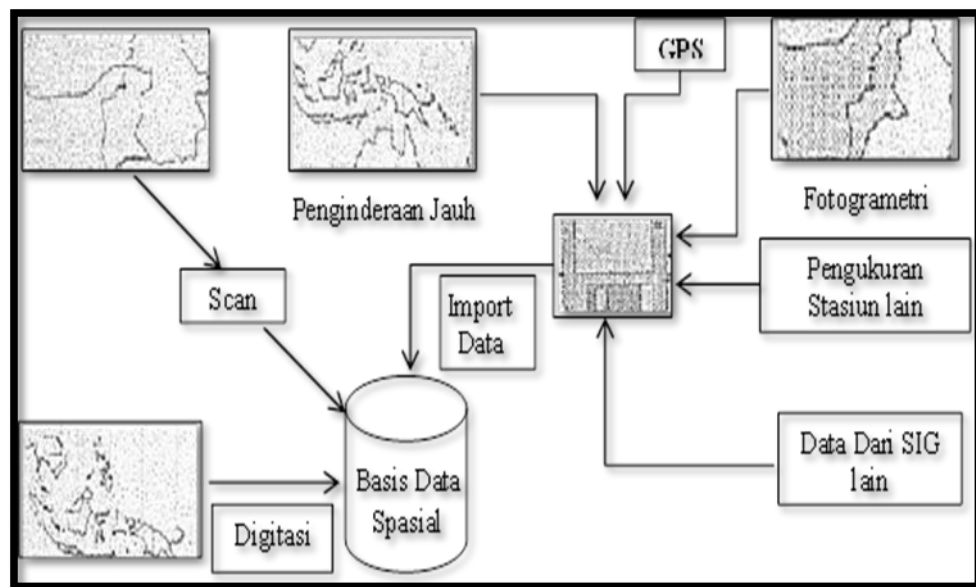 GPS
Penginderaan Jauh
Fotogrametri
Scan
Import
Data
Pengukuran
Stasiun lain
Basis Data
Spasial
Digitasi
Data Dari SIG
lain